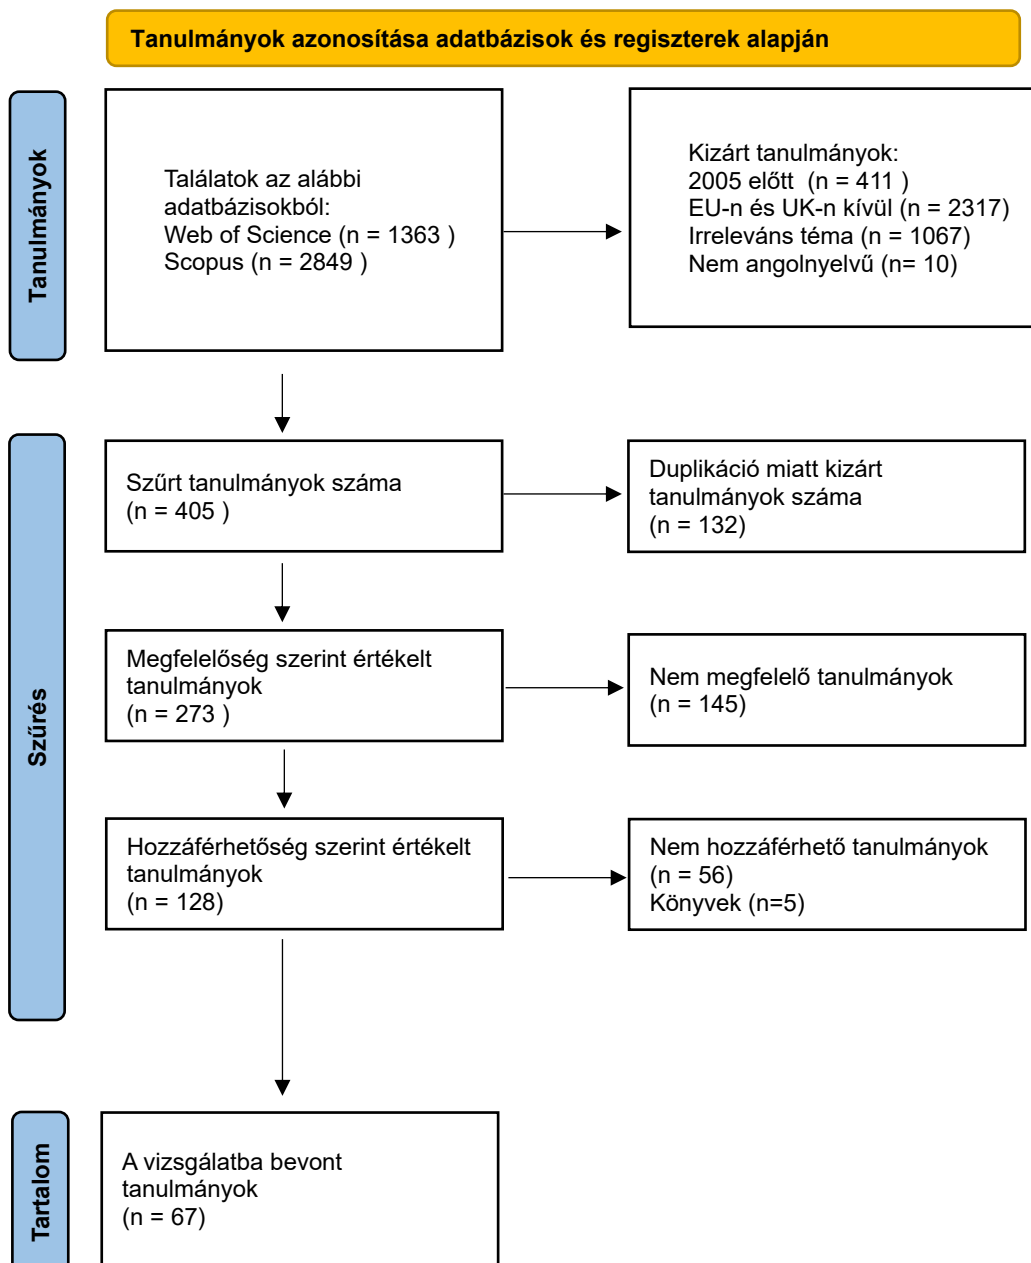 Tanulmányok azonosítása adatbázisok és regiszterek alapján
Tanulmányok
Találatok az alábbi
adatbázisokból:
Web of Science (n = 1363 )
Scopus (n = 2849 )
Kizárt tanulmányok:
2005 előtt  (n = 411 )
EU-n és UK-n kívül (n = 2317)
Irreleváns téma (n = 1067)
Nem angolnyelvű (n= 10)
Szűrés
Szűrt tanulmányok száma
(n = 405 )
Duplikáció miatt kizárt
tanulmányok száma
(n = 132)
Megfelelőség szerint értékelt
tanulmányok
(n = 273 )
Nem megfelelő tanulmányok
(n = 145)
Hozzáférhetőség szerint értékelt
tanulmányok
(n = 128)
Nem hozzáférhető tanulmányok
(n = 56)
Könyvek (n=5)
Tartalom
A vizsgálatba bevont
tanulmányok
(n = 67)